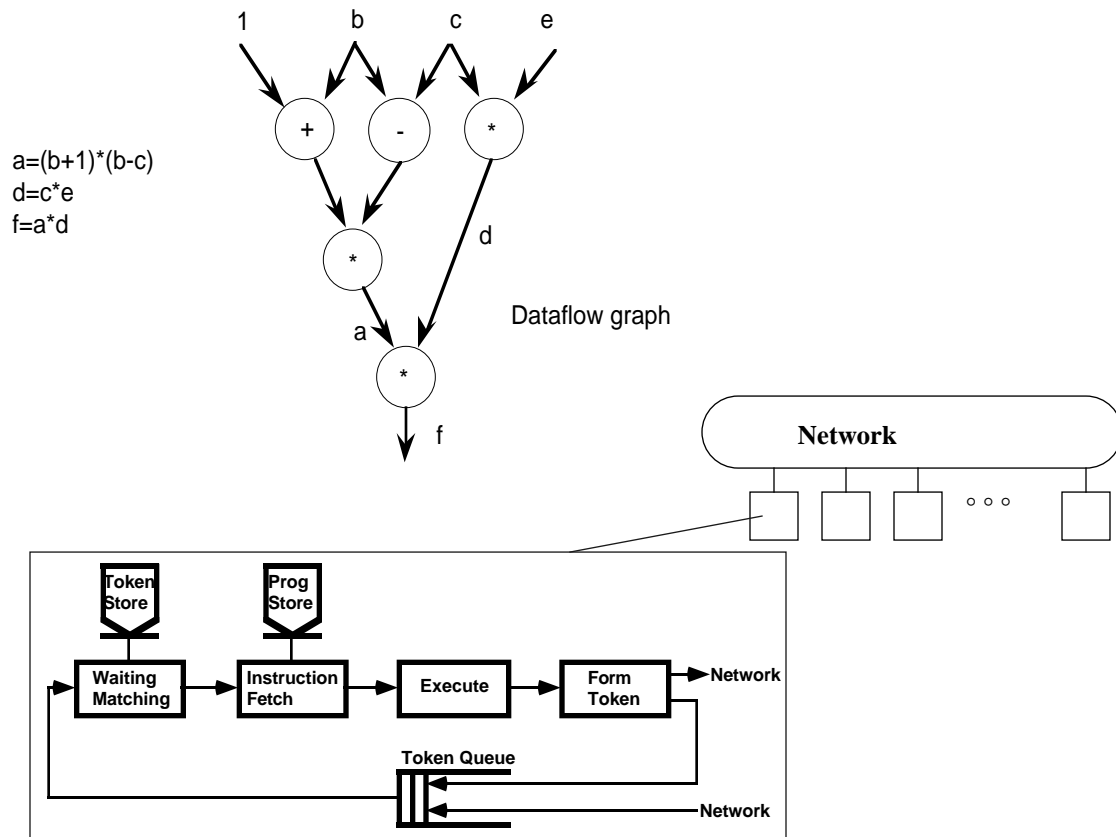 1
b
c
e
+
-
*
a=(b+1)*(b-c)
d=c*e
f=a*d
*
d
a
Dataflow graph
*
f
Network
Token
Store
Prog
Store
Waiting
Matching
Instruction
Fetch
Execute
Form
Token
Network
Token Queue
Network